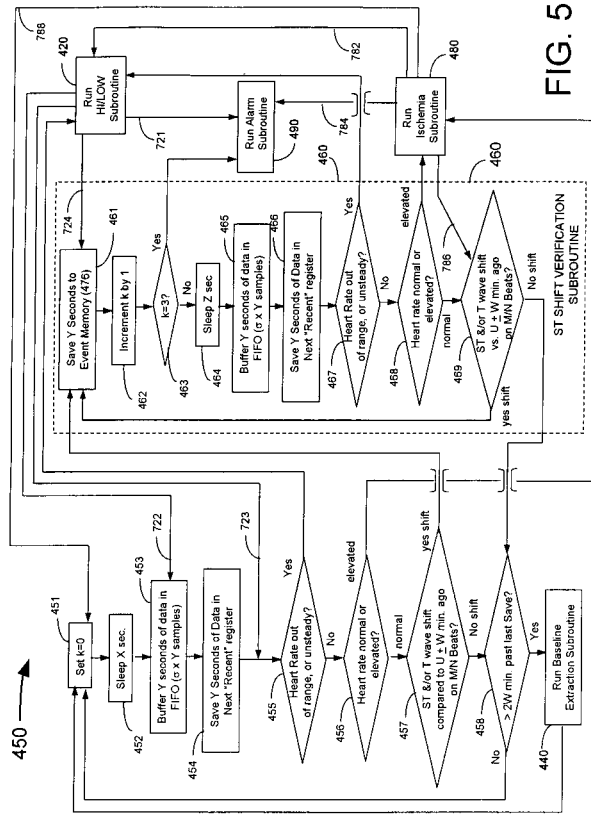 450
451
Set k=0
Sleep X sec.
452
453
722
Buffer Y seconds of data in
FIFO (σ x Y samples)
Save Y Seconds of Data in
Next "Recent" register
454
723
455
Heart Rate out
of range, or unsteady?
Yes
No
456
Heart rate normal or
elevated?
elevated
normal
457
ST &/or T wave shift
compared to U ± W min. ago
on M/N Beats?
yes shift
No shift
458
> 2W min past last Save?
No
Yes
Run Baseline
Extraction Subroutine
440
788
724
Save Y Seconds to
Event Memory (476)
461
Increment k by 1
462
k=3?
463
Yes
No
Sleep Z sec
464
465
Buffer Y seconds of data in
FIFO (σ x Y samples)
466
Save Y Seconds of Data in
Next "Recent" register
467
Heart Rate out
of range, or unsteady?
Yes
No
468
Heart rate normal or
elevated?
elevated
normal
786
469
ST &/or T wave shift
vs. U ± W min. ago
on M/N Beats?
yes shift
No shift
ST SHIFT VERIFICATION
SUBROUTINE
460
460
420
Run
HI/LOW
Subroutine
721
Run Alarm
Subroutine
490
782
784
480
Run
Ischemia
Subroutine
FIG. 5